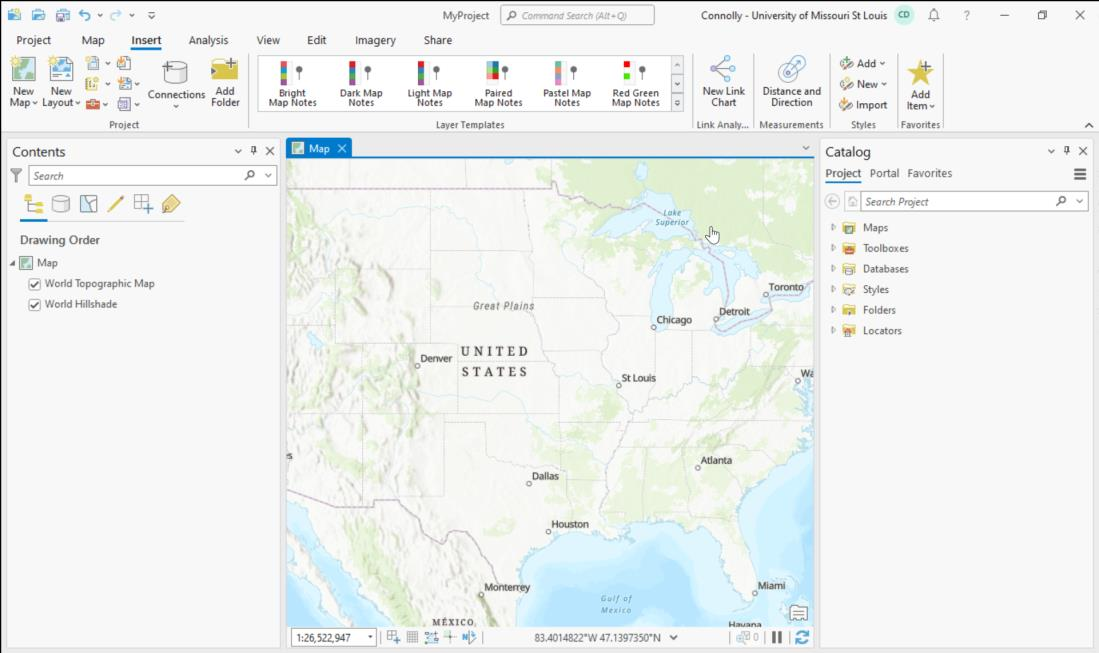 MyProject
Command Search (Alt+Q)
Connolly - University of Missouri St Louis
CD
?
Project Map Insert Analysis View Edit Imagery Share
New Map
New Layout
Connections
Add Folder
Project
Bright Map Notes
Dark Map Notes
Light Map Notes
Paired Map Notes
Pastel Map Notes
Red Green Map Notes
Layer Templates
New Link Chart
Link Analy...
Distance and Direction
Measurements
Add
New
Import
Styles
Add Item
Favorites
Contents
Search
Drawing Order
Map
World Topographic Map
World Hillshade
Map
Lake Superior
Toronto
Great Plains
Chicago
Detroit
UNITED STATES
Denver
St Louis
Atlanta
Dallas
Houston
Monterrey
Miami
Gulf of Mexico
MÉXICO
Havana
1:26,522,947
83.4014822°W 47.1397350°N
0
Catalog
Project Portal Favorites
Search Project
Maps
Toolboxes
Databases
Styles
Folders
Locators